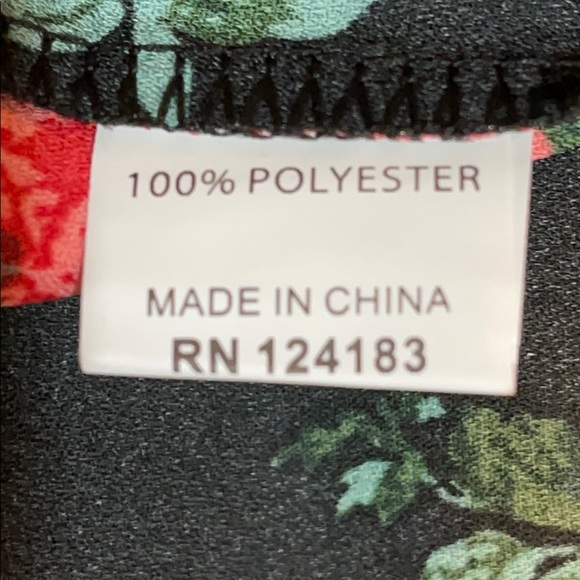 100% POLYESTER
MADE IN CHINA
RN 124183